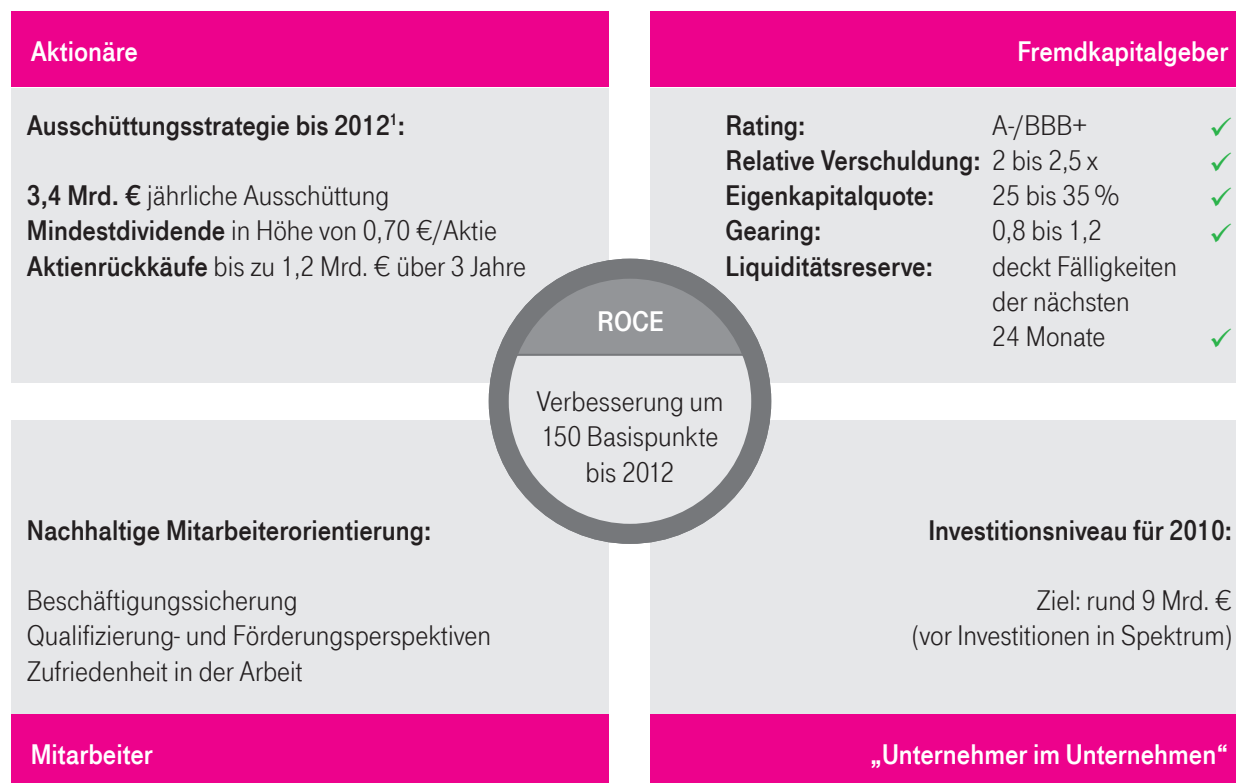 Aktionäre
Ausschüttungsstrategie bis 2012¹:
3,4 Mrd. € jährliche Ausschüttung
Mindestdividende in Höhe von 0,70 €/Aktie
Aktienrückkäufe bis zu 1,2 Mrd. € über 3 Jahre
Fremdkapitalgeber
Rating: A-/BBB+ ✓
Relative Verschuldung: 2 bis 2,5 x ✓
Eigenkapitalquote: 25 bis 35 % ✓
Gearing: 0,8 bis 1,2 ✓
Liquiditätsreserve: deckt Fälligkeiten
der nächsten
24 Monate ✓
ROCE
Verbesserung um
150 Basispunkte
bis 2012
Nachhaltige Mitarbeiterorientierung:
Beschäftigungssicherung
Qualifizierung- und Förderungsperspektiven
Zufriedenheit in der Arbeit
Mitarbeiter
Investitionsniveau für 2010:
Ziel: rund 9 Mrd. €
(vor Investitionen in Spektrum)
„Unternehmer im Unternehmen“